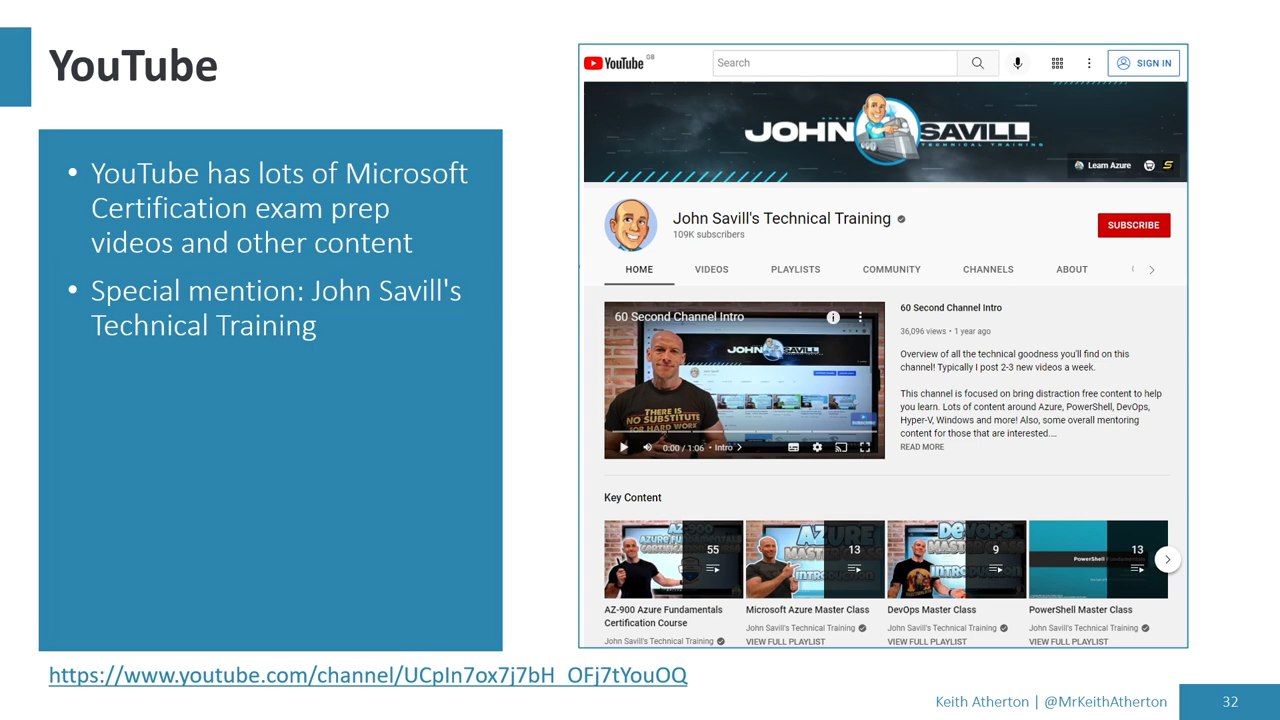 YouTube
YouTube has lots of Microsoft
Certification exam prep
videos and other content
Special mention: John Savill's
Technical Training
YouTube GB
Search
SIGN IN
JOHN SAVILL
TECHNICAL TRAINING
Learn Azure
John Savill's Technical Training
109K subscribers
SUBSCRIBE
HOME VIDEOS PLAYLISTS COMMUNITY CHANNELS ABOUT
60 Second Channel Intro
JOHN SAVILL
THERE IS
NO SUBSTITUTE
FOR HARD WORK
0:00 / 1:06 • Intro
60 Second Channel Intro
36,096 views • 1 year ago
Overview of all the technical goodness you'll find on this
channel! Typically I post 2-3 new videos a week.
This channel is focused on bring distraction free content to help
you learn. Lots of content around Azure, PowerShell, DevOps,
Hyper-V, Windows and more! Also, some overall mentoring
content for those that are interested....
READ MORE
Key Content
55
13
9
13
AZ-900 Azure Fundamentals
Certification Course
John Savill's Technical Training
Microsoft Azure Master Class
John Savill's Technical Training
VIEW FULL PLAYLIST
DevOps Master Class
John Savill's Technical Training
VIEW FULL PLAYLIST
PowerShell Master Class
John Savill's Technical Training
VIEW FULL PLAYLIST
https://www.youtube.com/channel/UCpIn7ox7j7bH_OFj7tYouOQ
Keith Atherton | @MrKeithAtherton
32